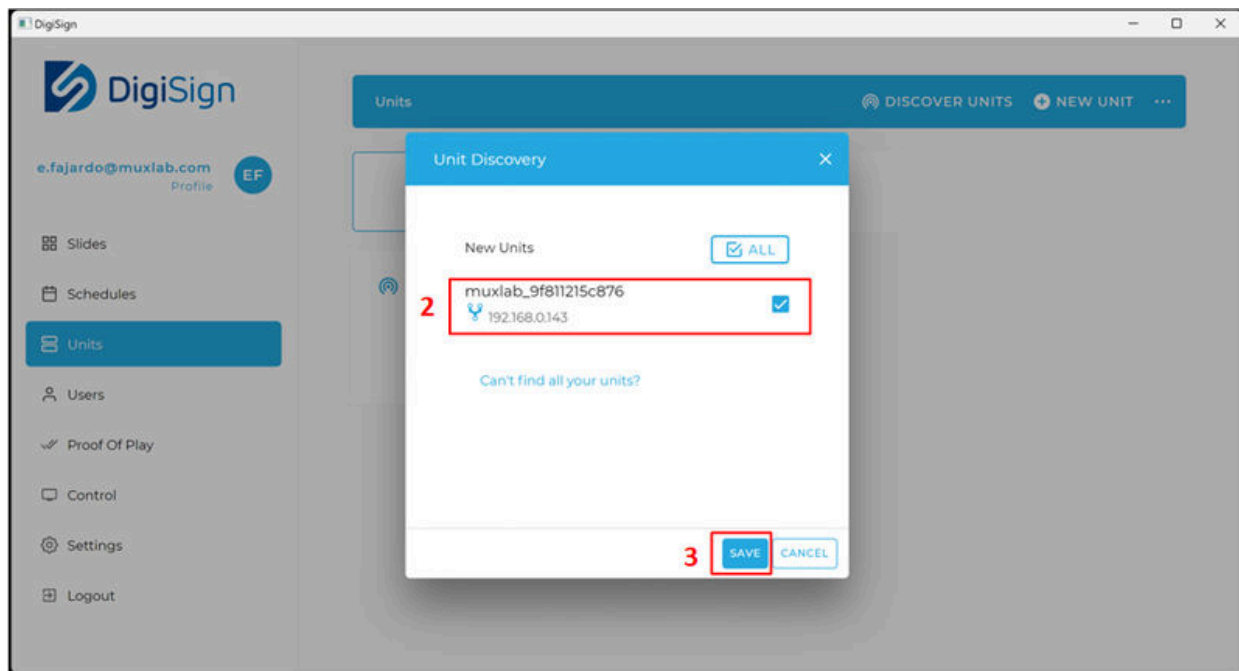 DigiSign
DigiSign
e.fajardo@muxlab.com
Profile
EF
Slides
Schedules
Units
Users
Proof Of Play
Control
Settings
Logout
Units
DISCOVER UNITS
NEW UNIT
Unit Discovery
New Units
ALL
2
muxlab_9f811215c876
192.168.0.143
Can't find all your units?
3
SAVE
CANCEL